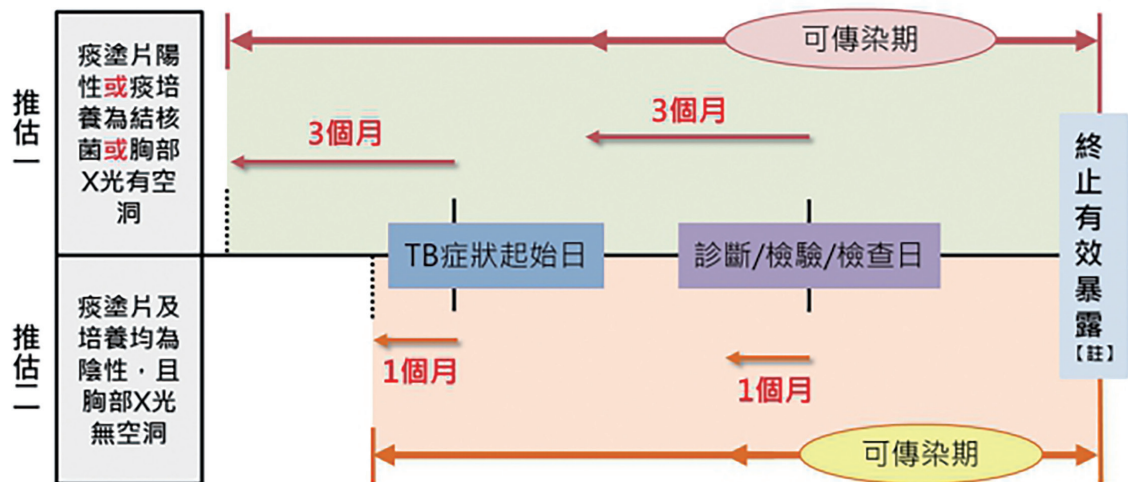 推估一
痰塗片陽
性或痰培
養為結核
菌或胸部
X光有空
洞
可傳染期
3個月
3個月
TB症狀起始日
診斷/檢驗/檢查日
終止有效暴露
【註】
推估二
痰塗片及
培養均為
陰性，且
胸部X光
無空洞
1個月
1個月
可傳染期